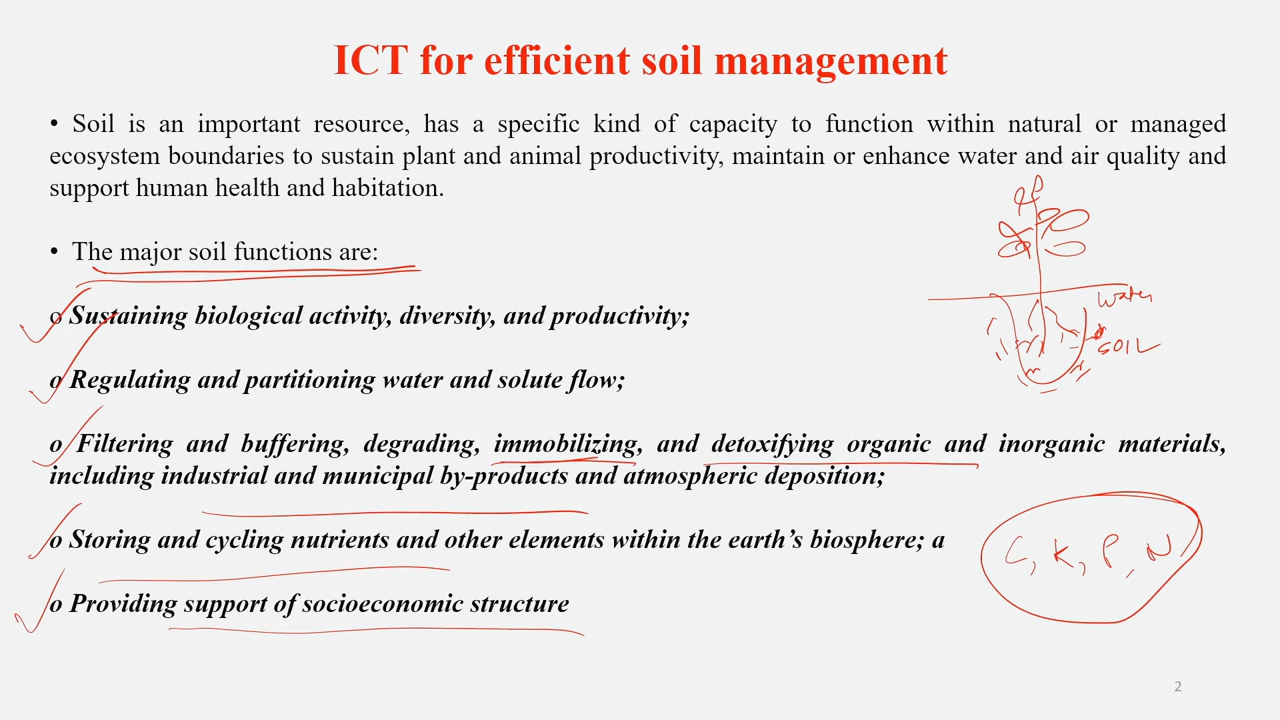 ICT for efficient soil management
• Soil is an important resource, has a specific kind of capacity to function within natural or managed
ecosystem boundaries to sustain plant and animal productivity, maintain or enhance water and air quality and
support human health and habitation.
• The major soil functions are:
o Sustaining biological activity, diversity, and productivity;
water
SOIL
o Regulating and partitioning water and solute flow;
o Filtering and buffering, degrading, immobilizing, and detoxifying organic and inorganic materials,
including industrial and municipal by-products and atmospheric deposition;
o Storing and cycling nutrients and other elements within the earth’s biosphere; a
C, K, P, N
o Providing support of socioeconomic structure
2